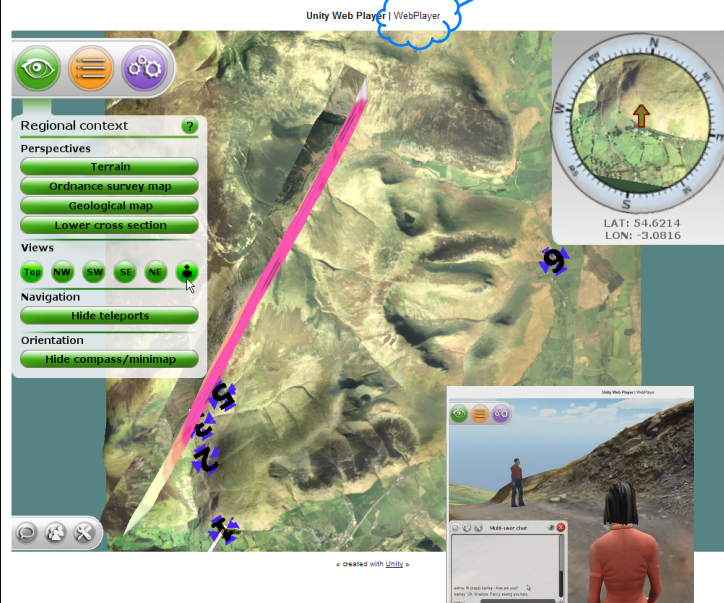 Unity Web Player | WebPlayer
Regional context ?
Perspectives
Terrain
Ordnance survey map
Geological map
Lower cross section
Views
Top NW SW SE NE
Navigation
Hide teleports
Orientation
Hide compass/minimap
N
W
E
S
LAT: 54.6214
LON: -3.0816
6
5
2
1
Unity Web Player | WebPlayer
Multi-user chat
« created with Unity »